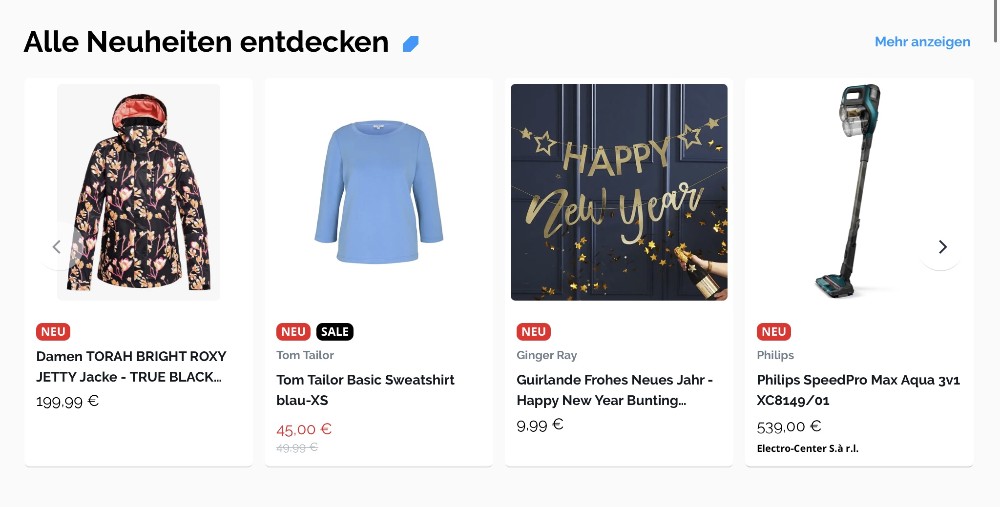 Alle Neuheiten entdecken
Mehr anzeigen
HAPPY
New Year
NEU
Damen TORAH BRIGHT ROXY
JETTY Jacke - TRUE BLACK...
199,99 €
NEU SALE
Tom Tailor
Tom Tailor Basic Sweatshirt
blau-XS
45,00 €
49,99 €
NEU
Ginger Ray
Guirlande Frohes Neues Jahr -
Happy New Year Bunting...
9,99 €
NEU
Philips
Philips SpeedPro Max Aqua 3v1
XC8149/01
539,00 €
Electro-Center S.à r.l.